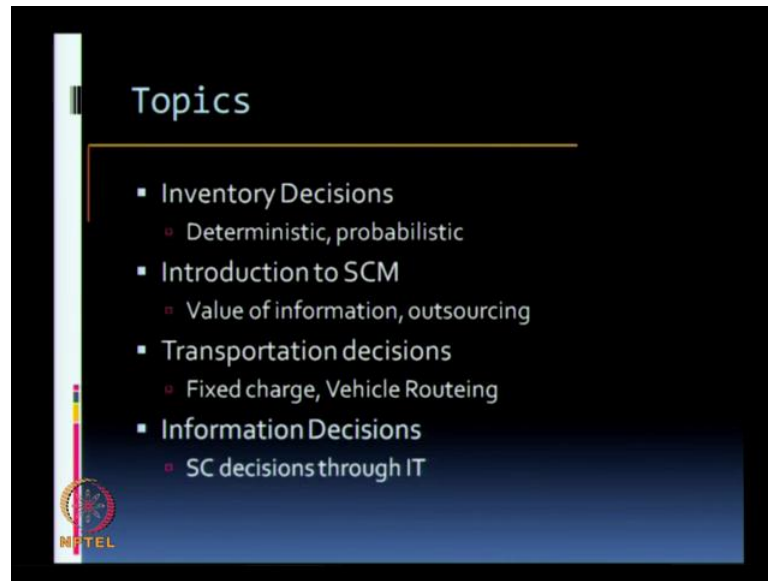 Topics
Inventory Decisions
Deterministic, probabilistic
Introduction to SCM
Value of information, outsourcing
Transportation decisions
Fixed charge, Vehicle Routeing
Information Decisions
SC decisions through IT
NPTEL